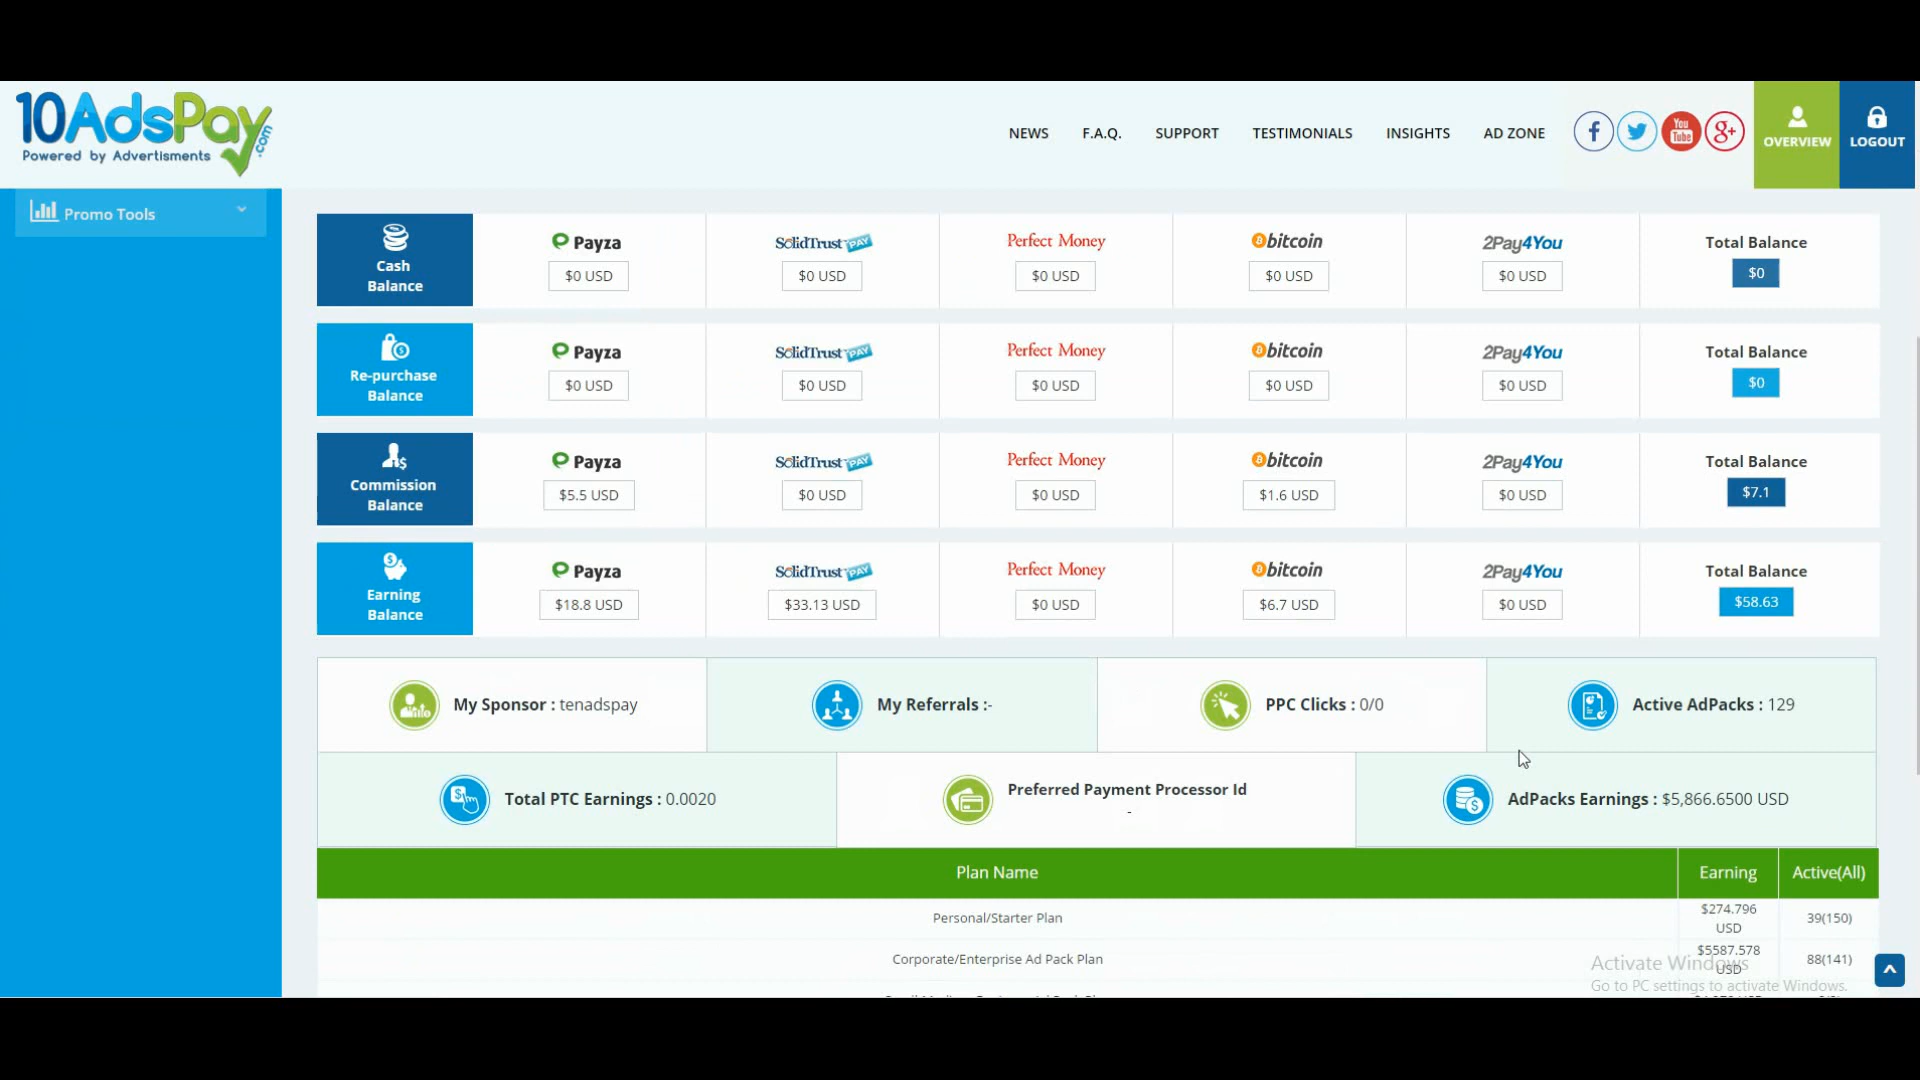 10AdsPay.com
Powered by Advertisments
NEWS
F.A.Q.
SUPPORT
TESTIMONIALS
INSIGHTS
AD ZONE
You Tube
g+
OVERVIEW
LOGOUT
Promo Tools
Cash Balance
Payza
$0 USD
SolidTrust PAY
$0 USD
Perfect Money
$0 USD
bitcoin
$0 USD
2Pay4You
$0 USD
Total Balance
$0
Re-purchase Balance
Payza
$0 USD
SolidTrust PAY
$0 USD
Perfect Money
$0 USD
bitcoin
$0 USD
2Pay4You
$0 USD
Total Balance
$0
Commission Balance
Payza
$5.5 USD
SolidTrust PAY
$0 USD
Perfect Money
$0 USD
bitcoin
$1.6 USD
2Pay4You
$0 USD
Total Balance
$7.1
Earning Balance
Payza
$18.8 USD
SolidTrust PAY
$33.13 USD
Perfect Money
$0 USD
bitcoin
$6.7 USD
2Pay4You
$0 USD
Total Balance
$58.63
My Sponsor : tenadspay
My Referrals :-
PPC Clicks : 0/0
Active AdPacks : 129
Total PTC Earnings : 0.0020
Preferred Payment Processor Id
-
AdPacks Earnings : $5,866.6500 USD
Plan Name
Earning
Active(All)
Personal/Starter Plan
$274.796 USD
39(150)
Corporate/Enterprise Ad Pack Plan
$5587.578 USD
88(141)
Activate Windows
Go to PC settings to activate Windows.